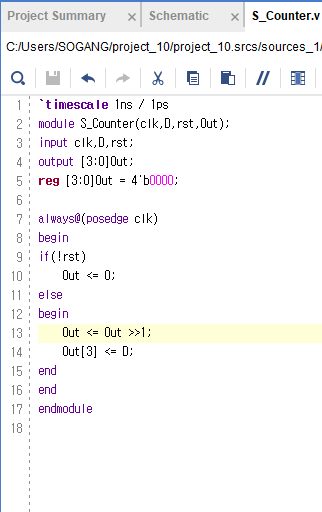 Project Summary × Schematic × S_Counter.v
C:/Users/SOGANG/project_10/project_10.srcs/sources_1/
1 `timescale 1ns / 1ps
2 module S_Counter(clk,D,rst,Out);
3 input clk,D,rst;
4 output [3:0]Out;
5 reg [3:0]Out = 4'b0000;
6
7 always@(posedge clk)
8 begin
9 if(!rst)
10 Out <= 0;
11 else
12 begin
13 Out <= Out >>1;
14 Out[3] <= D;
15 end
16 end
17 endmodule
18